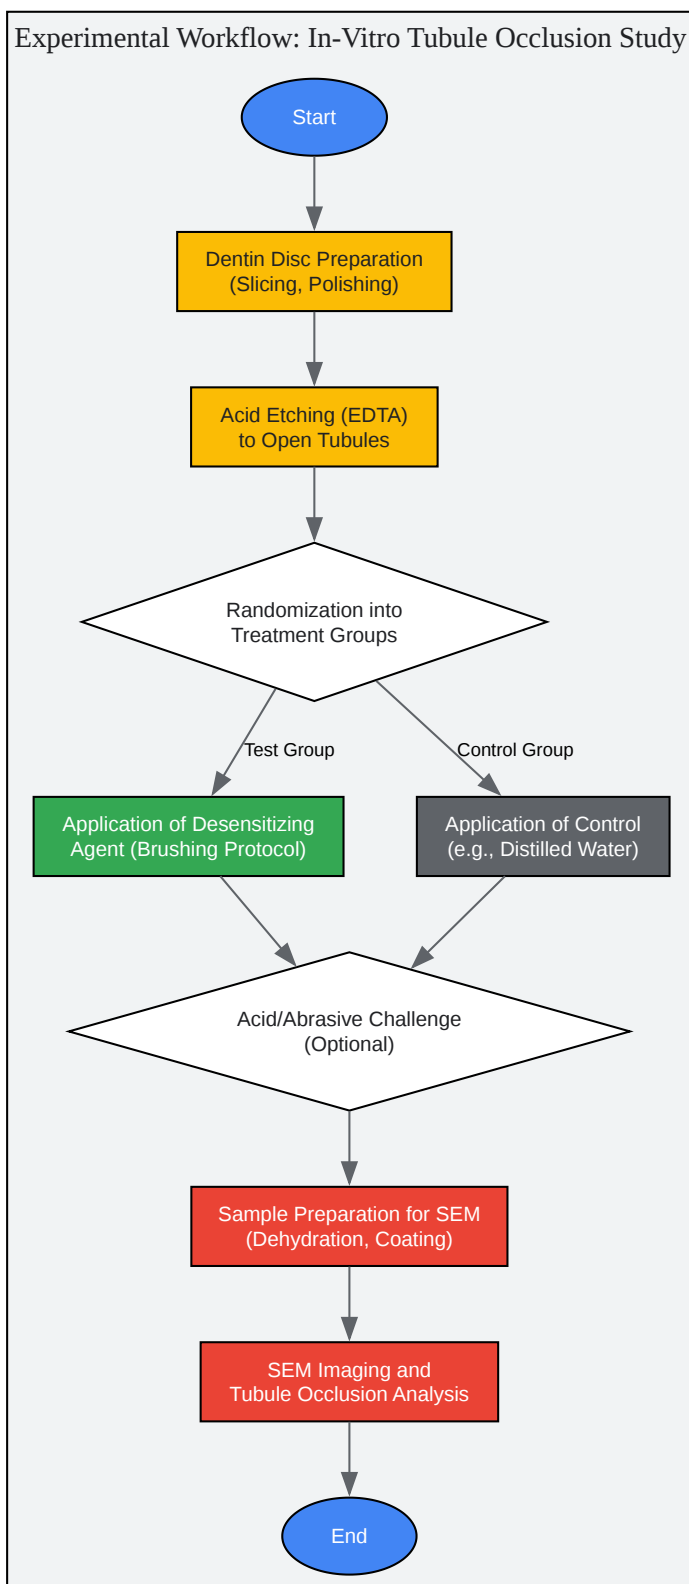 Experimental Workflow: In-Vitro Tubule Occlusion Study
Start
Dentin Disc Preparation
(Slicing, Polishing)
Acid Etching (EDTA)
to Open Tubules
Randomization into
Treatment Groups
Test Group
Control Group
Application of Desensitizing
Agent (Brushing Protocol)
Application of Control
(e.g., Distilled Water)
Acid/Abrasive Challenge
(Optional)
Sample Preparation for SEM
(Dehydration, Coating)
SEM Imaging and
Tubule Occlusion Analysis
End